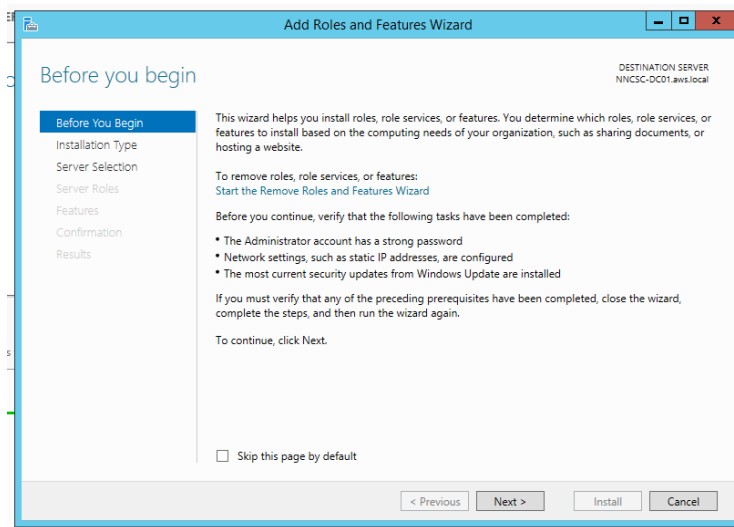 Add Roles and Features Wizard
Before you begin
DESTINATION SERVER
NNCSC-DC01.aws.local
Before You Begin
Installation Type
Server Selection
Server Roles
Features
Confirmation
Results
This wizard helps you install roles, role services, or features. You determine which roles, role services, or
features to install based on the computing needs of your organization, such as sharing documents, or
hosting a website.
To remove roles, role services, or features:
Start the Remove Roles and Features Wizard
Before you continue, verify that the following tasks have been completed:
• The Administrator account has a strong password
• Network settings, such as static IP addresses, are configured
• The most current security updates from Windows Update are installed
If you must verify that any of the preceding prerequisites have been completed, close the wizard,
complete the steps, and then run the wizard again.
To continue, click Next.
Skip this page by default
< Previous
Next >
Install
Cancel